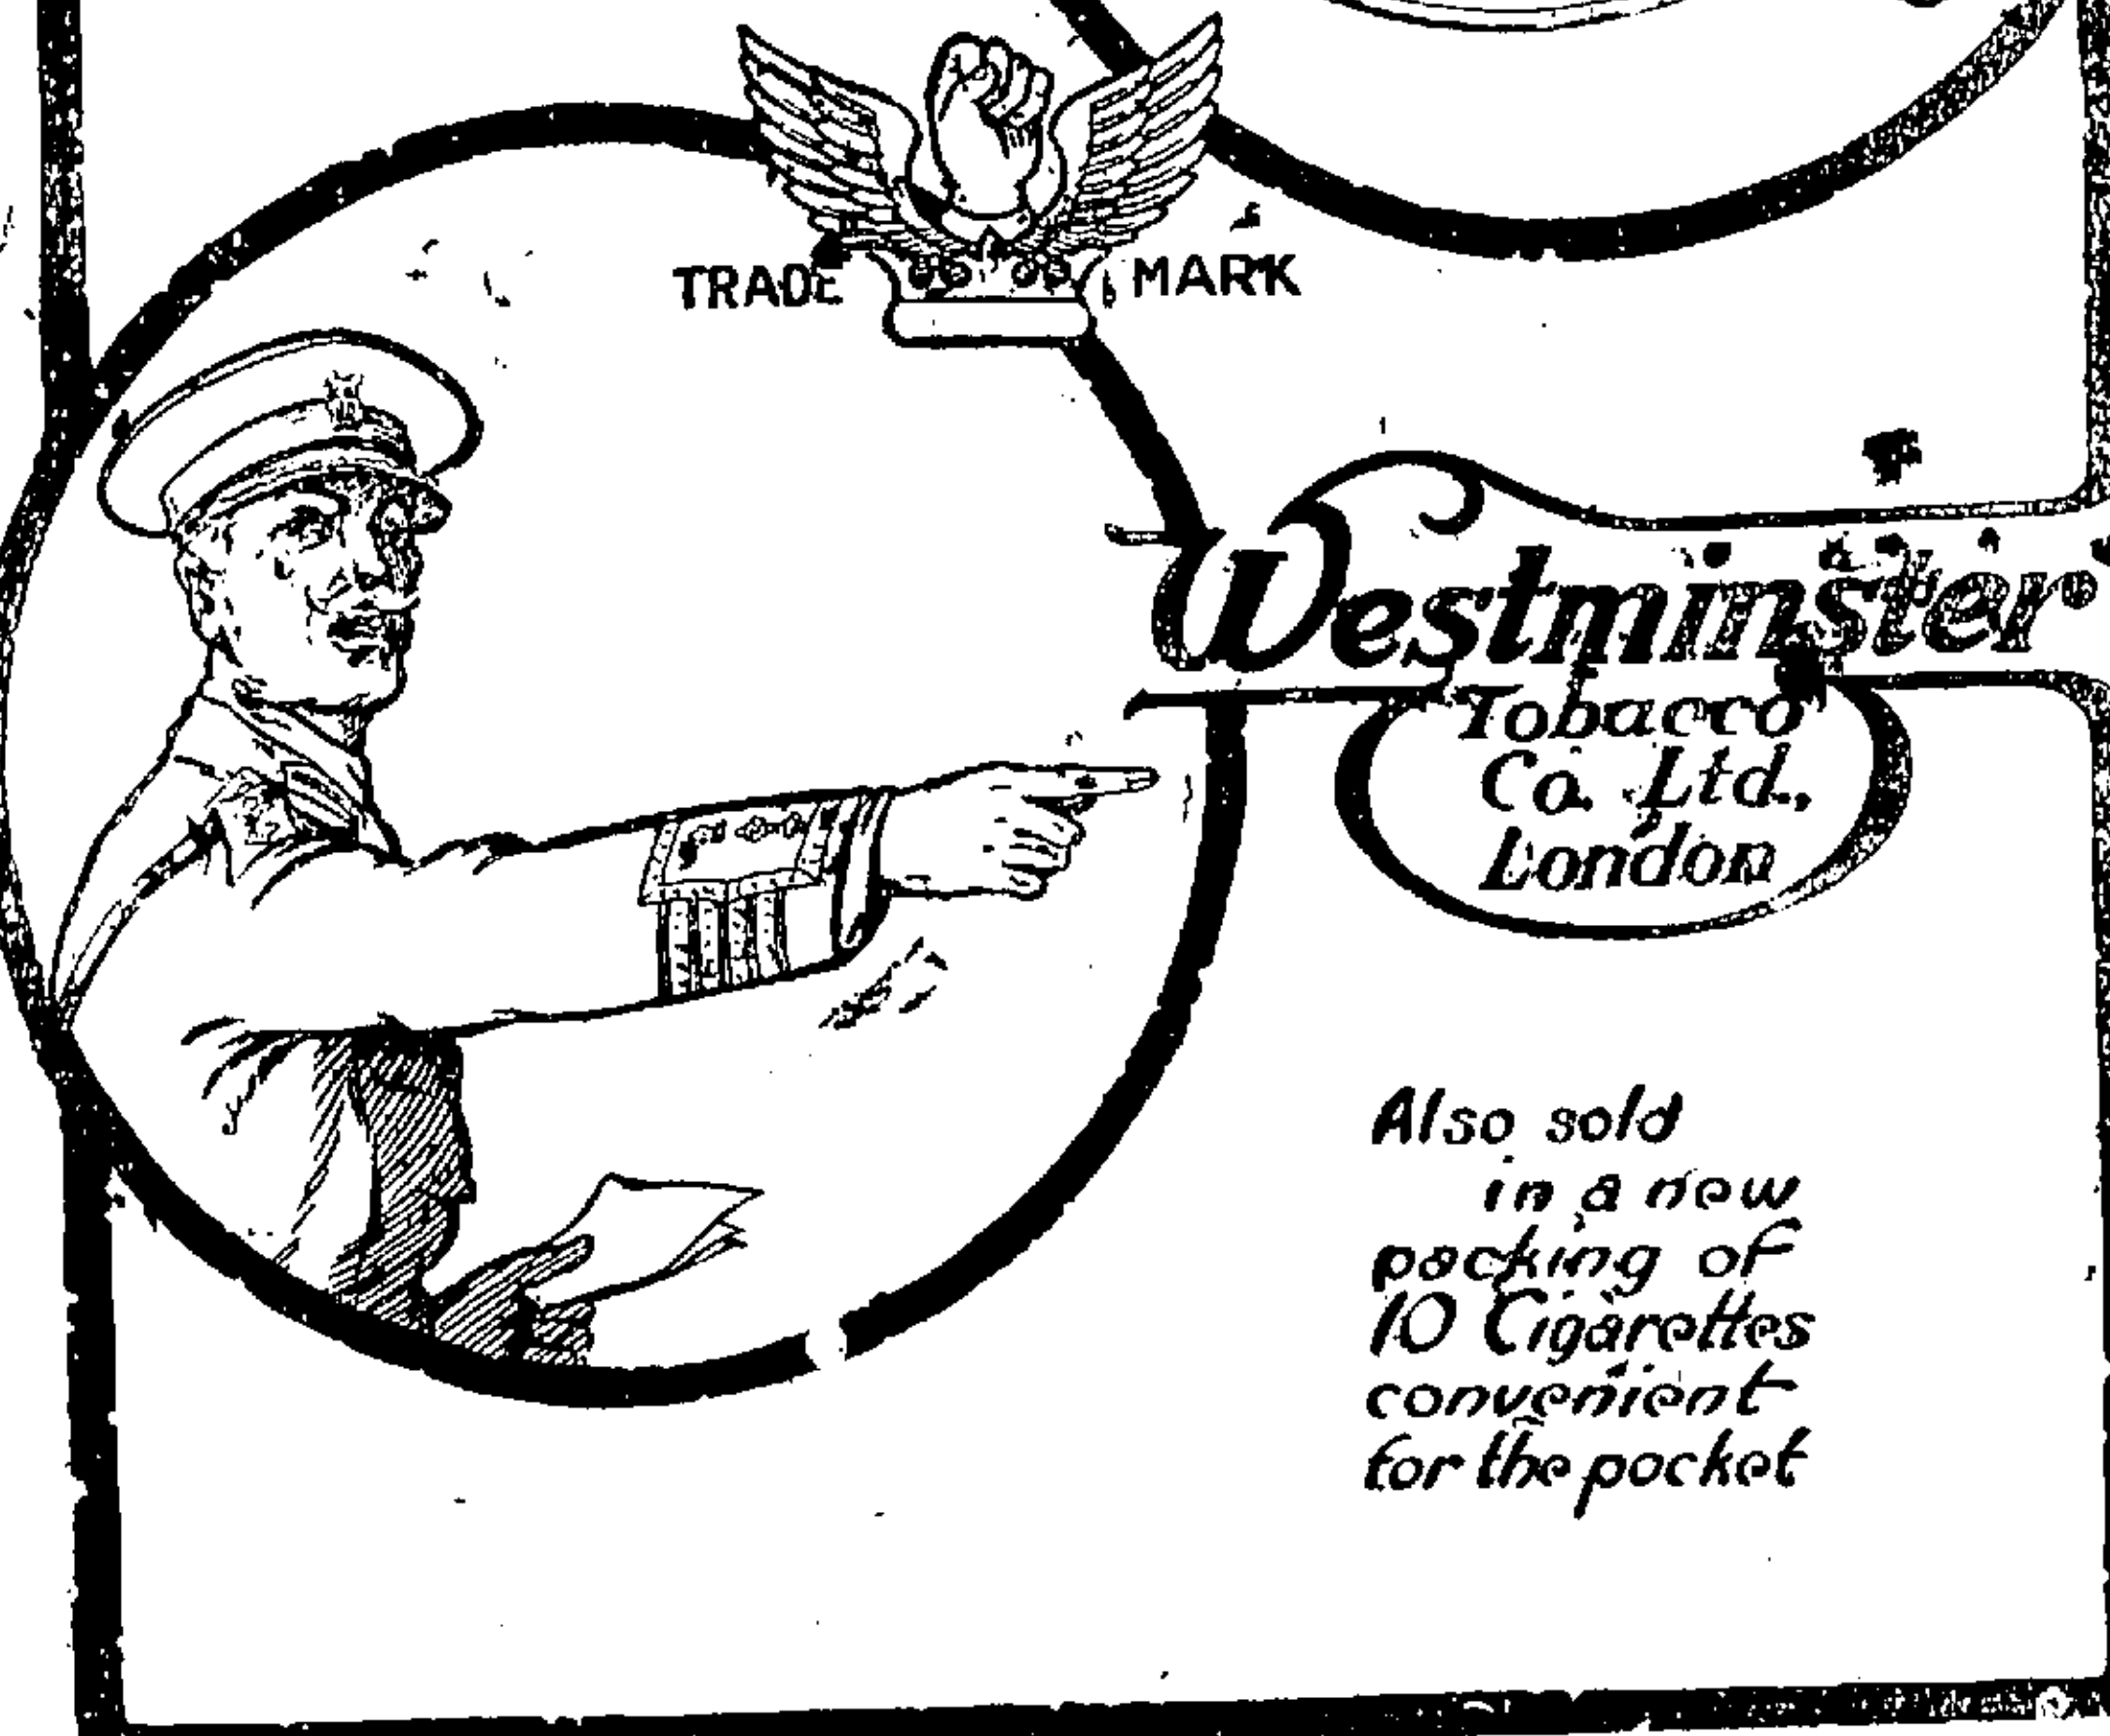 TRADE MARK
Westminster
Tobacco
Co. Ltd.,
London
Also sold
in a new
packing of
10 Cigarettes
convenient
for the pocket